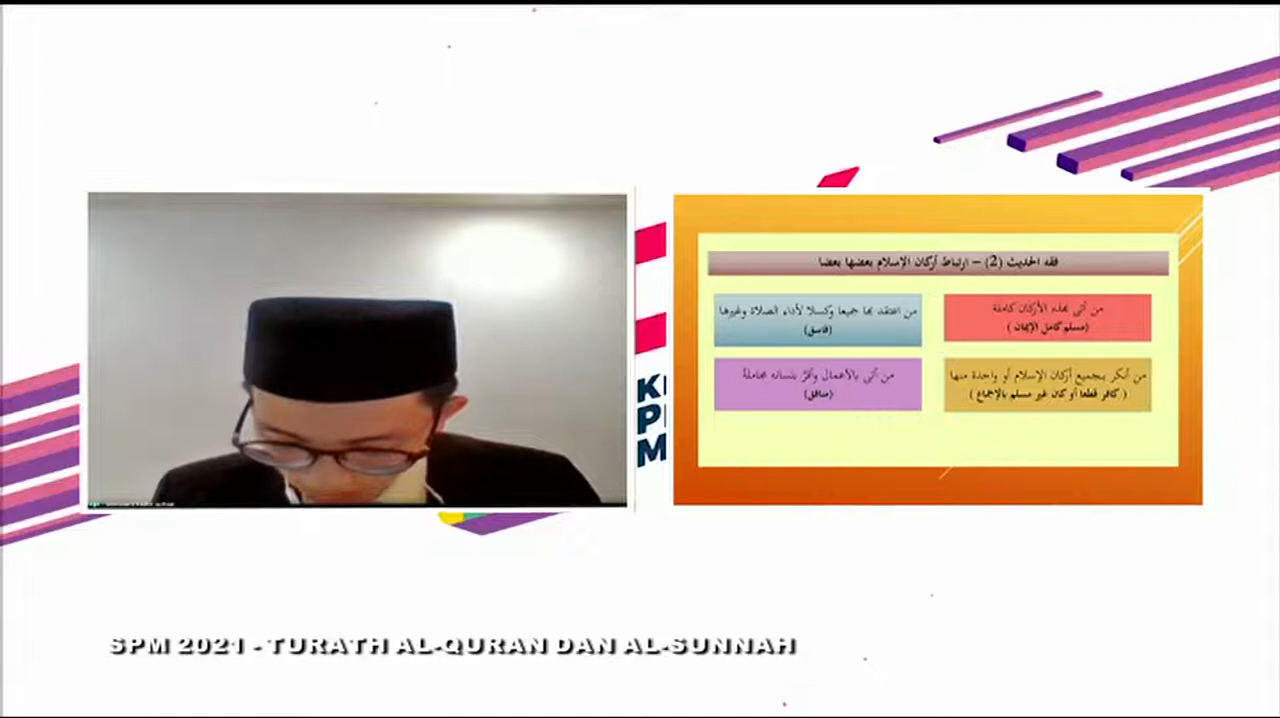 فقه الحديث (2) – ارتباط أركان الإسلام بعضها بعضا
من أتى بهذه الأركان كاملة
(مسلم كامل الإيمان )
من اعتقد بها جميعا وكسلا لأداء الصلاة وغيرها
(فاسق)
من أنكر بجميع أركان الإسلام أو واحدة منها
( كافر قطعا أو كان غير مسلم بالإجماع )
من أتى بالأعمال وأقرّ بلسانه مجاملة
(منافق)
K
P
M
SPM 2021 - TURATH AL-QURAN DAN AL-SUNNAH